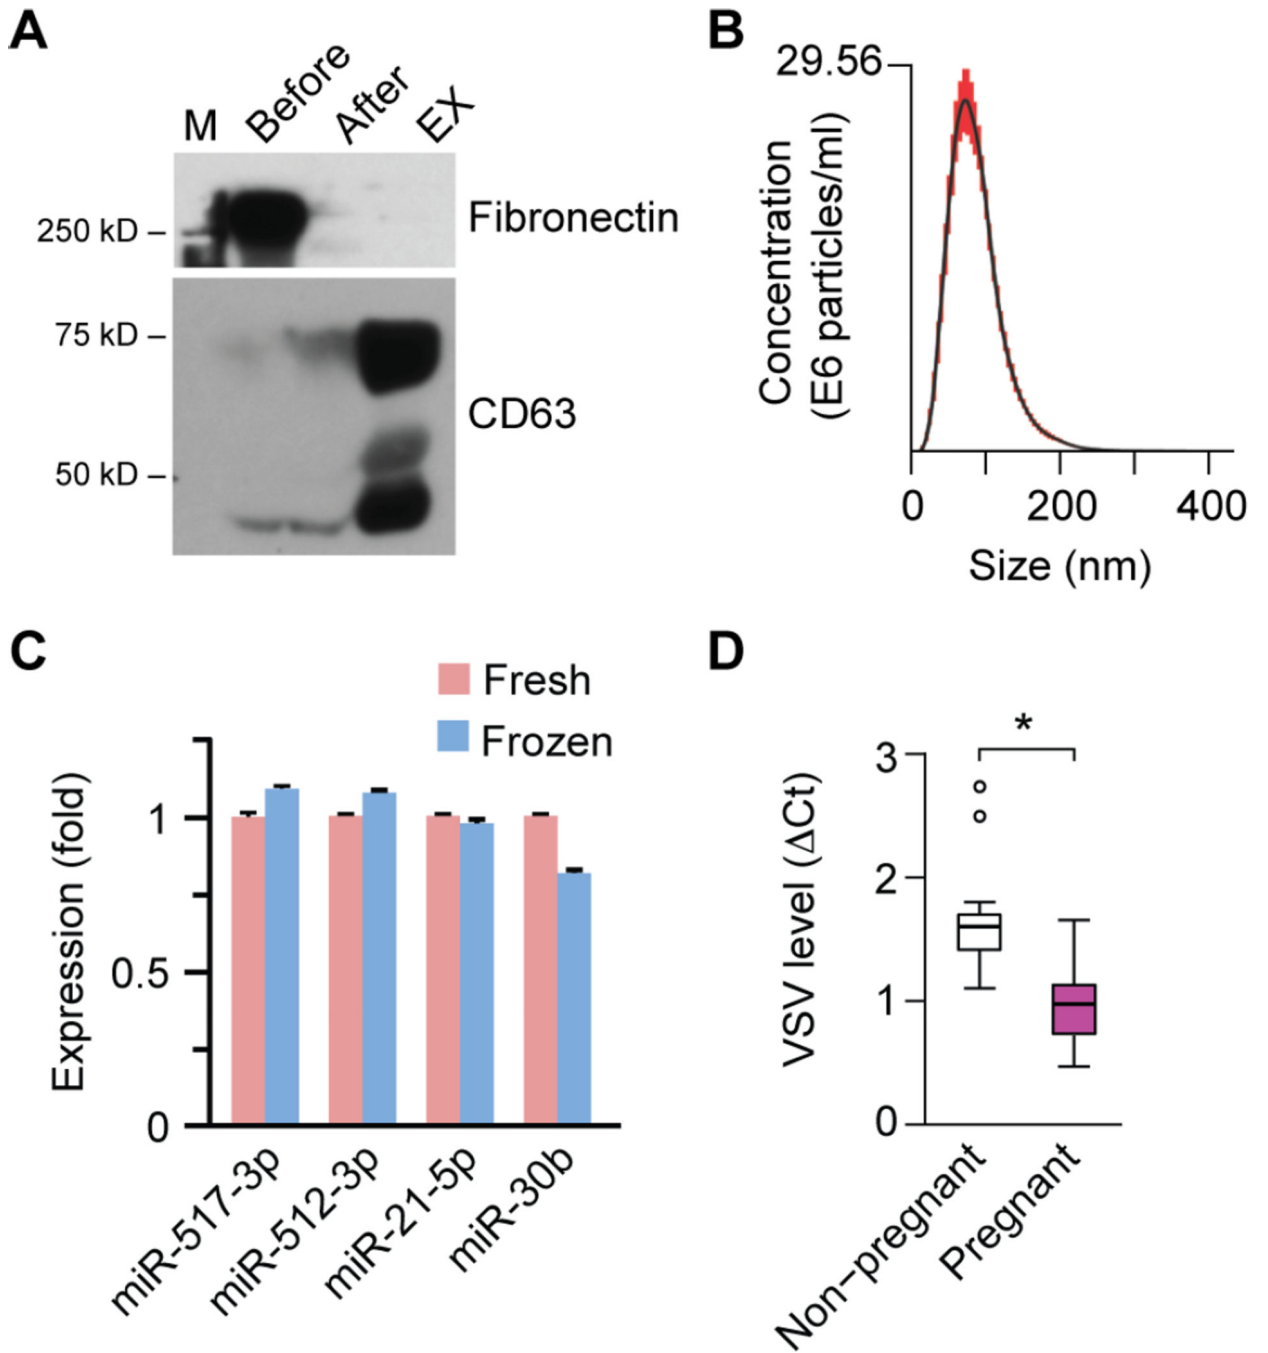 A
M
Before
After
EX
250 kD
Fibronectin
75 kD
CD63
50 kD
B
29.56
Concentration
(E6 particles/ml)
0
200
400
Size (nm)
C
Fresh
Frozen
Expression (fold)
1
0.5
0
miR-517-3p
miR-512-3p
miR-21-5p
miR-30b
D
*
VSV level (ΔCt)
3
2
1
0
Non-pregnant
Pregnant